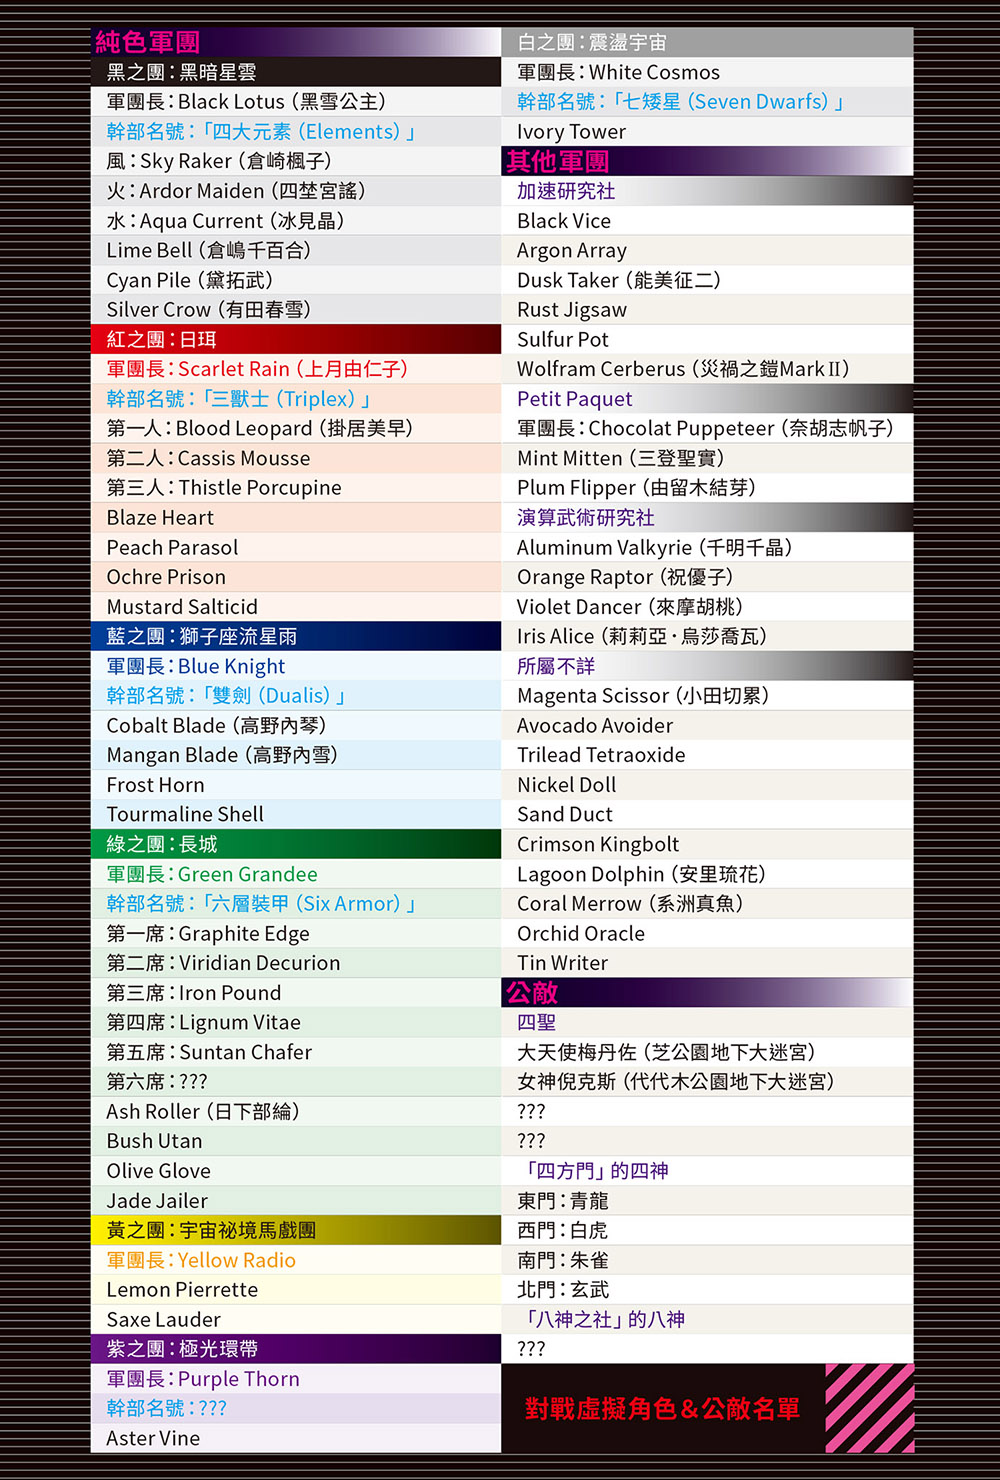 純色軍團
黑之團：黑暗星雲
軍團長：Black Lotus（黑雪公主）
幹部名號：「四大元素（Elements）」
風：Sky Raker（倉崎楓子）
火：Ardor Maiden（四埜宮謠）
水：Aqua Current（冰見晶）
Lime Bell（倉嶋千百合）
Cyan Pile（黛拓武）
Silver Crow（有田春雪）
紅之團：日珥
軍團長：Scarlet Rain（上月由仁子）
幹部名號：「三獸士（Triplex）」
第一人：Blood Leopard（掛居美早）
第二人：Cassis Mousse
第三人：Thistle Porcupine
Blaze Heart
Peach Parasol
Ochre Prison
Mustard Salticid
藍之團：獅子座流星雨
軍團長：Blue Knight
幹部名號：「雙劍（Dualis）」
Cobalt Blade（高野內琴）
Mangan Blade（高野內雪）
Frost Horn
Tourmaline Shell
綠之團：長城
軍團長：Green Grandee
幹部名號：「六層裝甲（Six Armor）」
第一席：Graphite Edge
第二席：Viridian Decurion
第三席：Iron Pound
第四席：Lignum Vitae
第五席：Suntan Chafer
第六席：???
Ash Roller（日下部綸）
Bush Utan
Olive Glove
Jade Jailer
黃之團：宇宙祕境馬戲團
軍團長：Yellow Radio
Lemon Pierrette
Saxe Lauder
紫之團：極光環帶
軍團長：Purple Thorn
幹部名號：???
Aster Vine
白之團：震盪宇宙
軍團長：White Cosmos
幹部名號：「七矮星（Seven Dwarfs）」
Ivory Tower
其他軍團
加速研究社
Black Vice
Argon Array
Dusk Taker（能美征二）
Rust Jigsaw
Sulfur Pot
Wolfram Cerberus（災禍之鎧MarkⅡ）
Petit Paquet
軍團長：Chocolat Puppeteer（奈胡志帆子）
Mint Mitten（三登聖實）
Plum Flipper（由留木結芽）
演算武術研究社
Aluminum Valkyrie（千明千晶）
Orange Raptor（祝優子）
Violet Dancer（來摩胡桃）
Iris Alice（莉莉亞·烏莎喬瓦）
所屬不詳
Magenta Scissor（小田切累）
Avocado Avoider
Trilead Tetraoxide
Nickel Doll
Sand Duct
Crimson Kingbolt
Lagoon Dolphin（安里琉花）
Coral Merrow（系洲真魚）
Orchid Oracle
Tin Writer
公敵
四聖
大天使梅丹佐（芝公園地下大迷宮）
女神倪克斯（代代木公園地下大迷宮）
???
???
「四方門」的四神
東門：青龍
西門：白虎
南門：朱雀
北門：玄武
「八神之社」的八神
???
對戰虛擬角色＆公敵名單